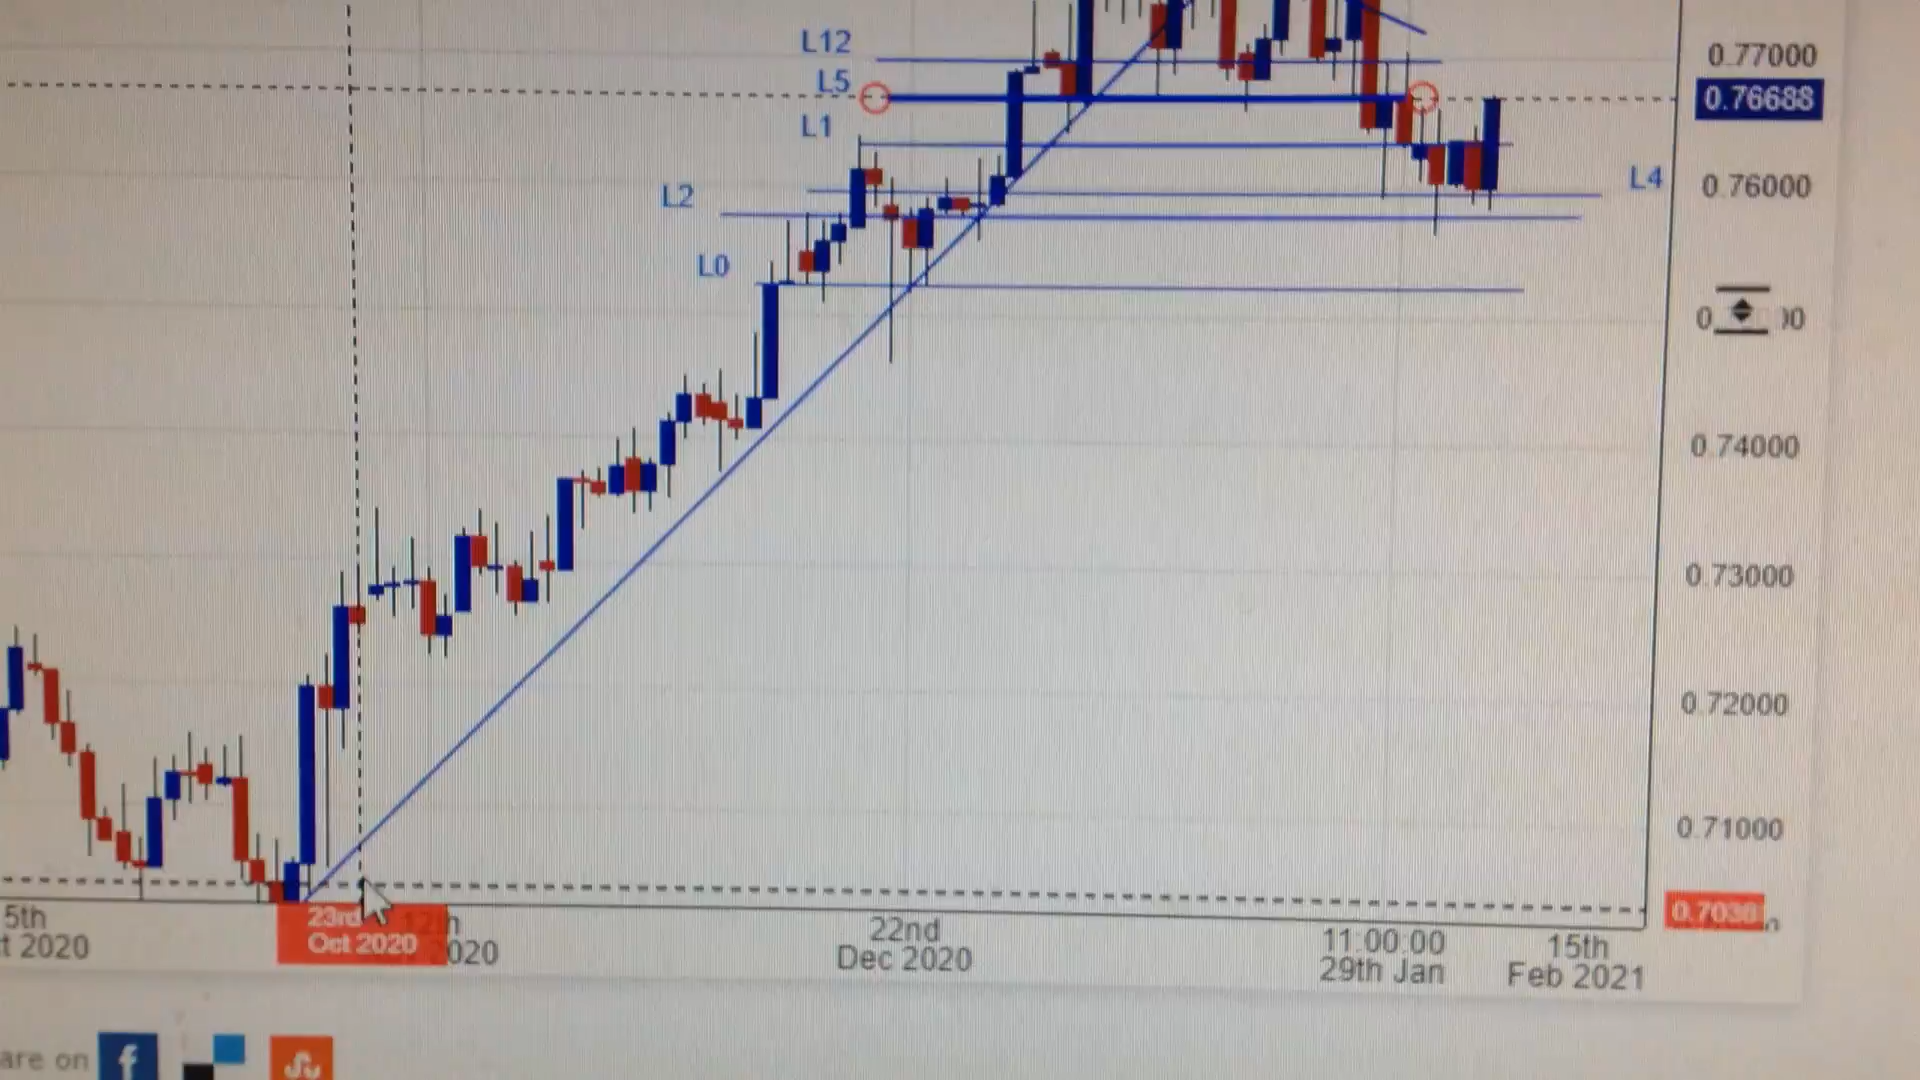 L12
0.77000
L5
0.76688
L1
L2
L4
0.76000
L0
0.74000
0.73000
0.72000
0.71000
5th
t 2020
23rd
Oct 2020
2020
22nd
Dec 2020
11:00:00
29th Jan
15th
Feb 2021
are on
f